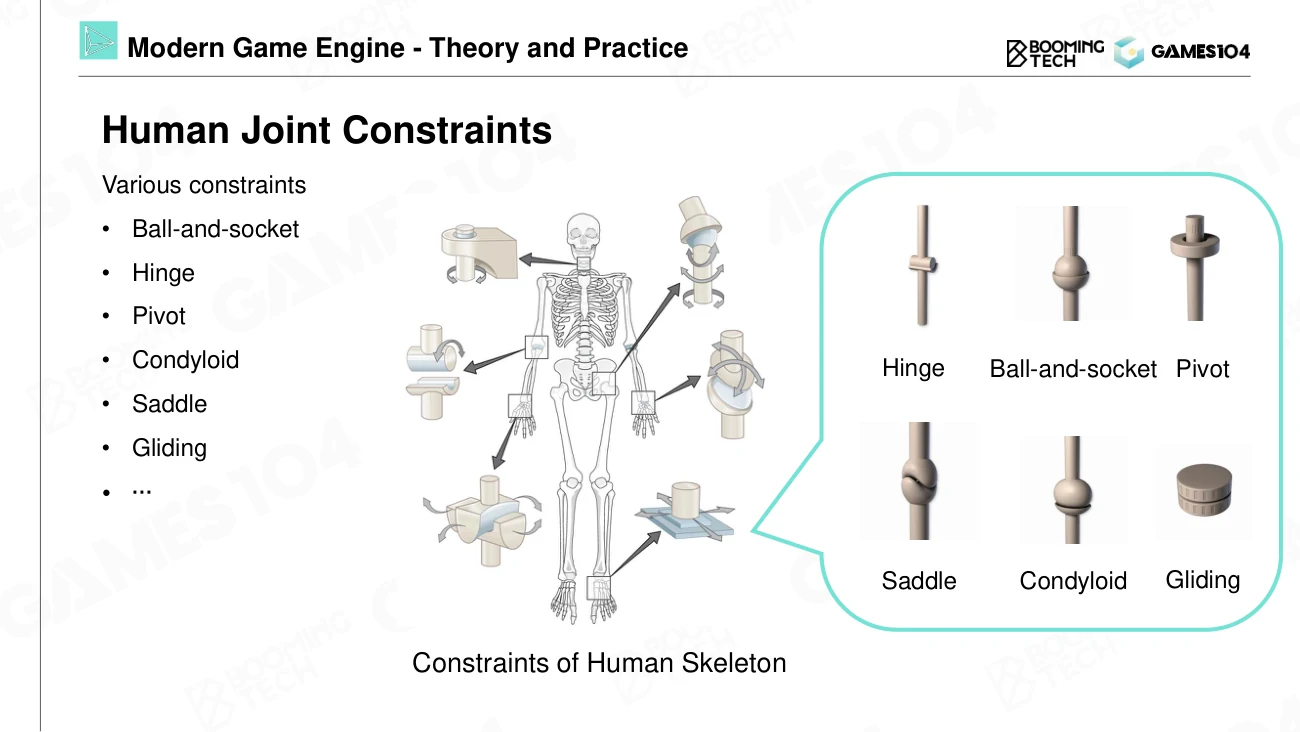 Modern Game Engine - Theory and Practice
BOOMING
TECH
GAMES104
Human Joint Constraints
Various constraints
• Ball-and-socket
• Hinge
• Pivot
• Condyloid
• Saddle
• Gliding
• ...
Hinge
Ball-and-socket
Pivot
Saddle
Condyloid
Gliding
Constraints of Human Skeleton